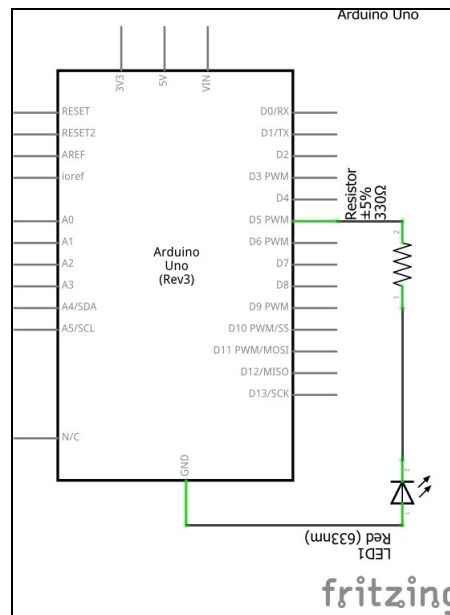 Arduino Uno
3V3
5V
VIN
RESET
RESET2
AREF
ioref
A0
A1
A2
A3
A4/SDA
A5/SCL
N/C
Arduino
Uno
(Rev3)
D0/RX
D1/TX
D2
D3 PWM
D4
D5 PWM
D6 PWM
D7
D8
D9 PWM
D10 PWM/SS
D11 PWM/MOSI
D12/MISO
D13/SCK
GND
Resistor
±5%
330Ω
2
1
2
1
LED1
Red (633nm)
fritzing